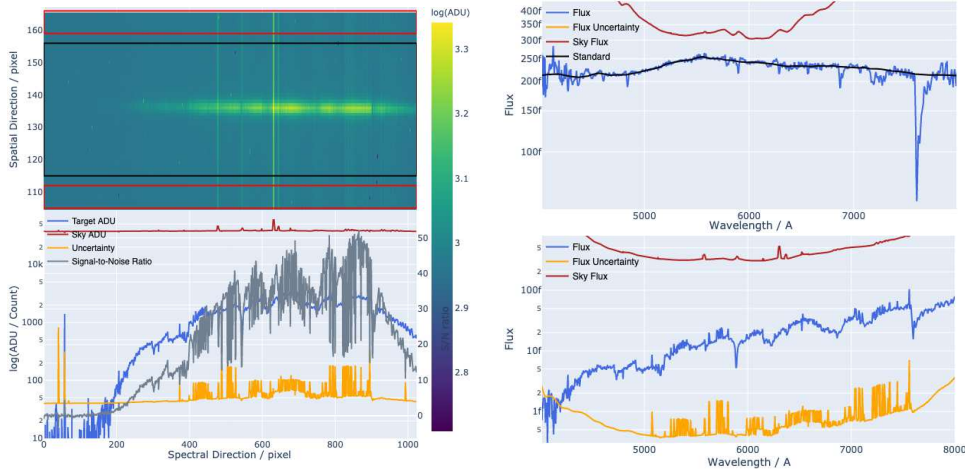 log(ADU)
160
150
140
130
120
110
Spatial Direction / pixel
3.3
3.2
3.1
3
2.9
2.8
5
2
10k
5
2
1000
5
2
100
5
2
10
log(ADU / Count)
Target ADU
Sky ADU
Uncertainty
Signal-to-Noise Ratio
50
40
30
20
10
0
S/N ratio
0
200
400
600
800
1000
Spectral Direction / pixel
400f
350f
300f
250f
200f
150f
100f
Flux
Flux
Flux Uncertainty
Sky Flux
Standard
5000
6000
7000
Wavelength / A
5
2
100f
5
2
10f
5
2
1f
5
Flux
Flux
Flux Uncertainty
Sky Flux
5000
6000
7000
8000
Wavelength / A